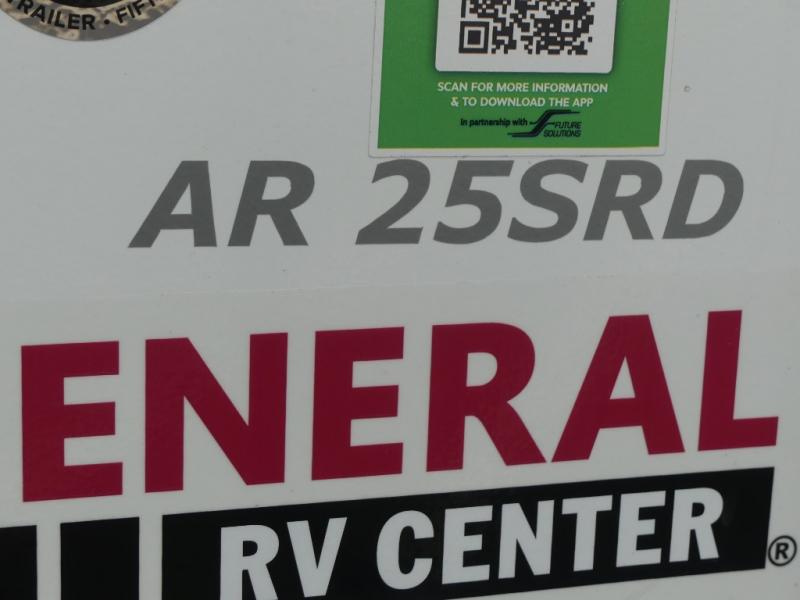 RAILER • FIFT
SCAN FOR MORE INFORMATION
& TO DOWNLOAD THE APP
In partnership with FUTURE
SOLUTIONS
AR 25SRD
ENERAL
RV CENTER®